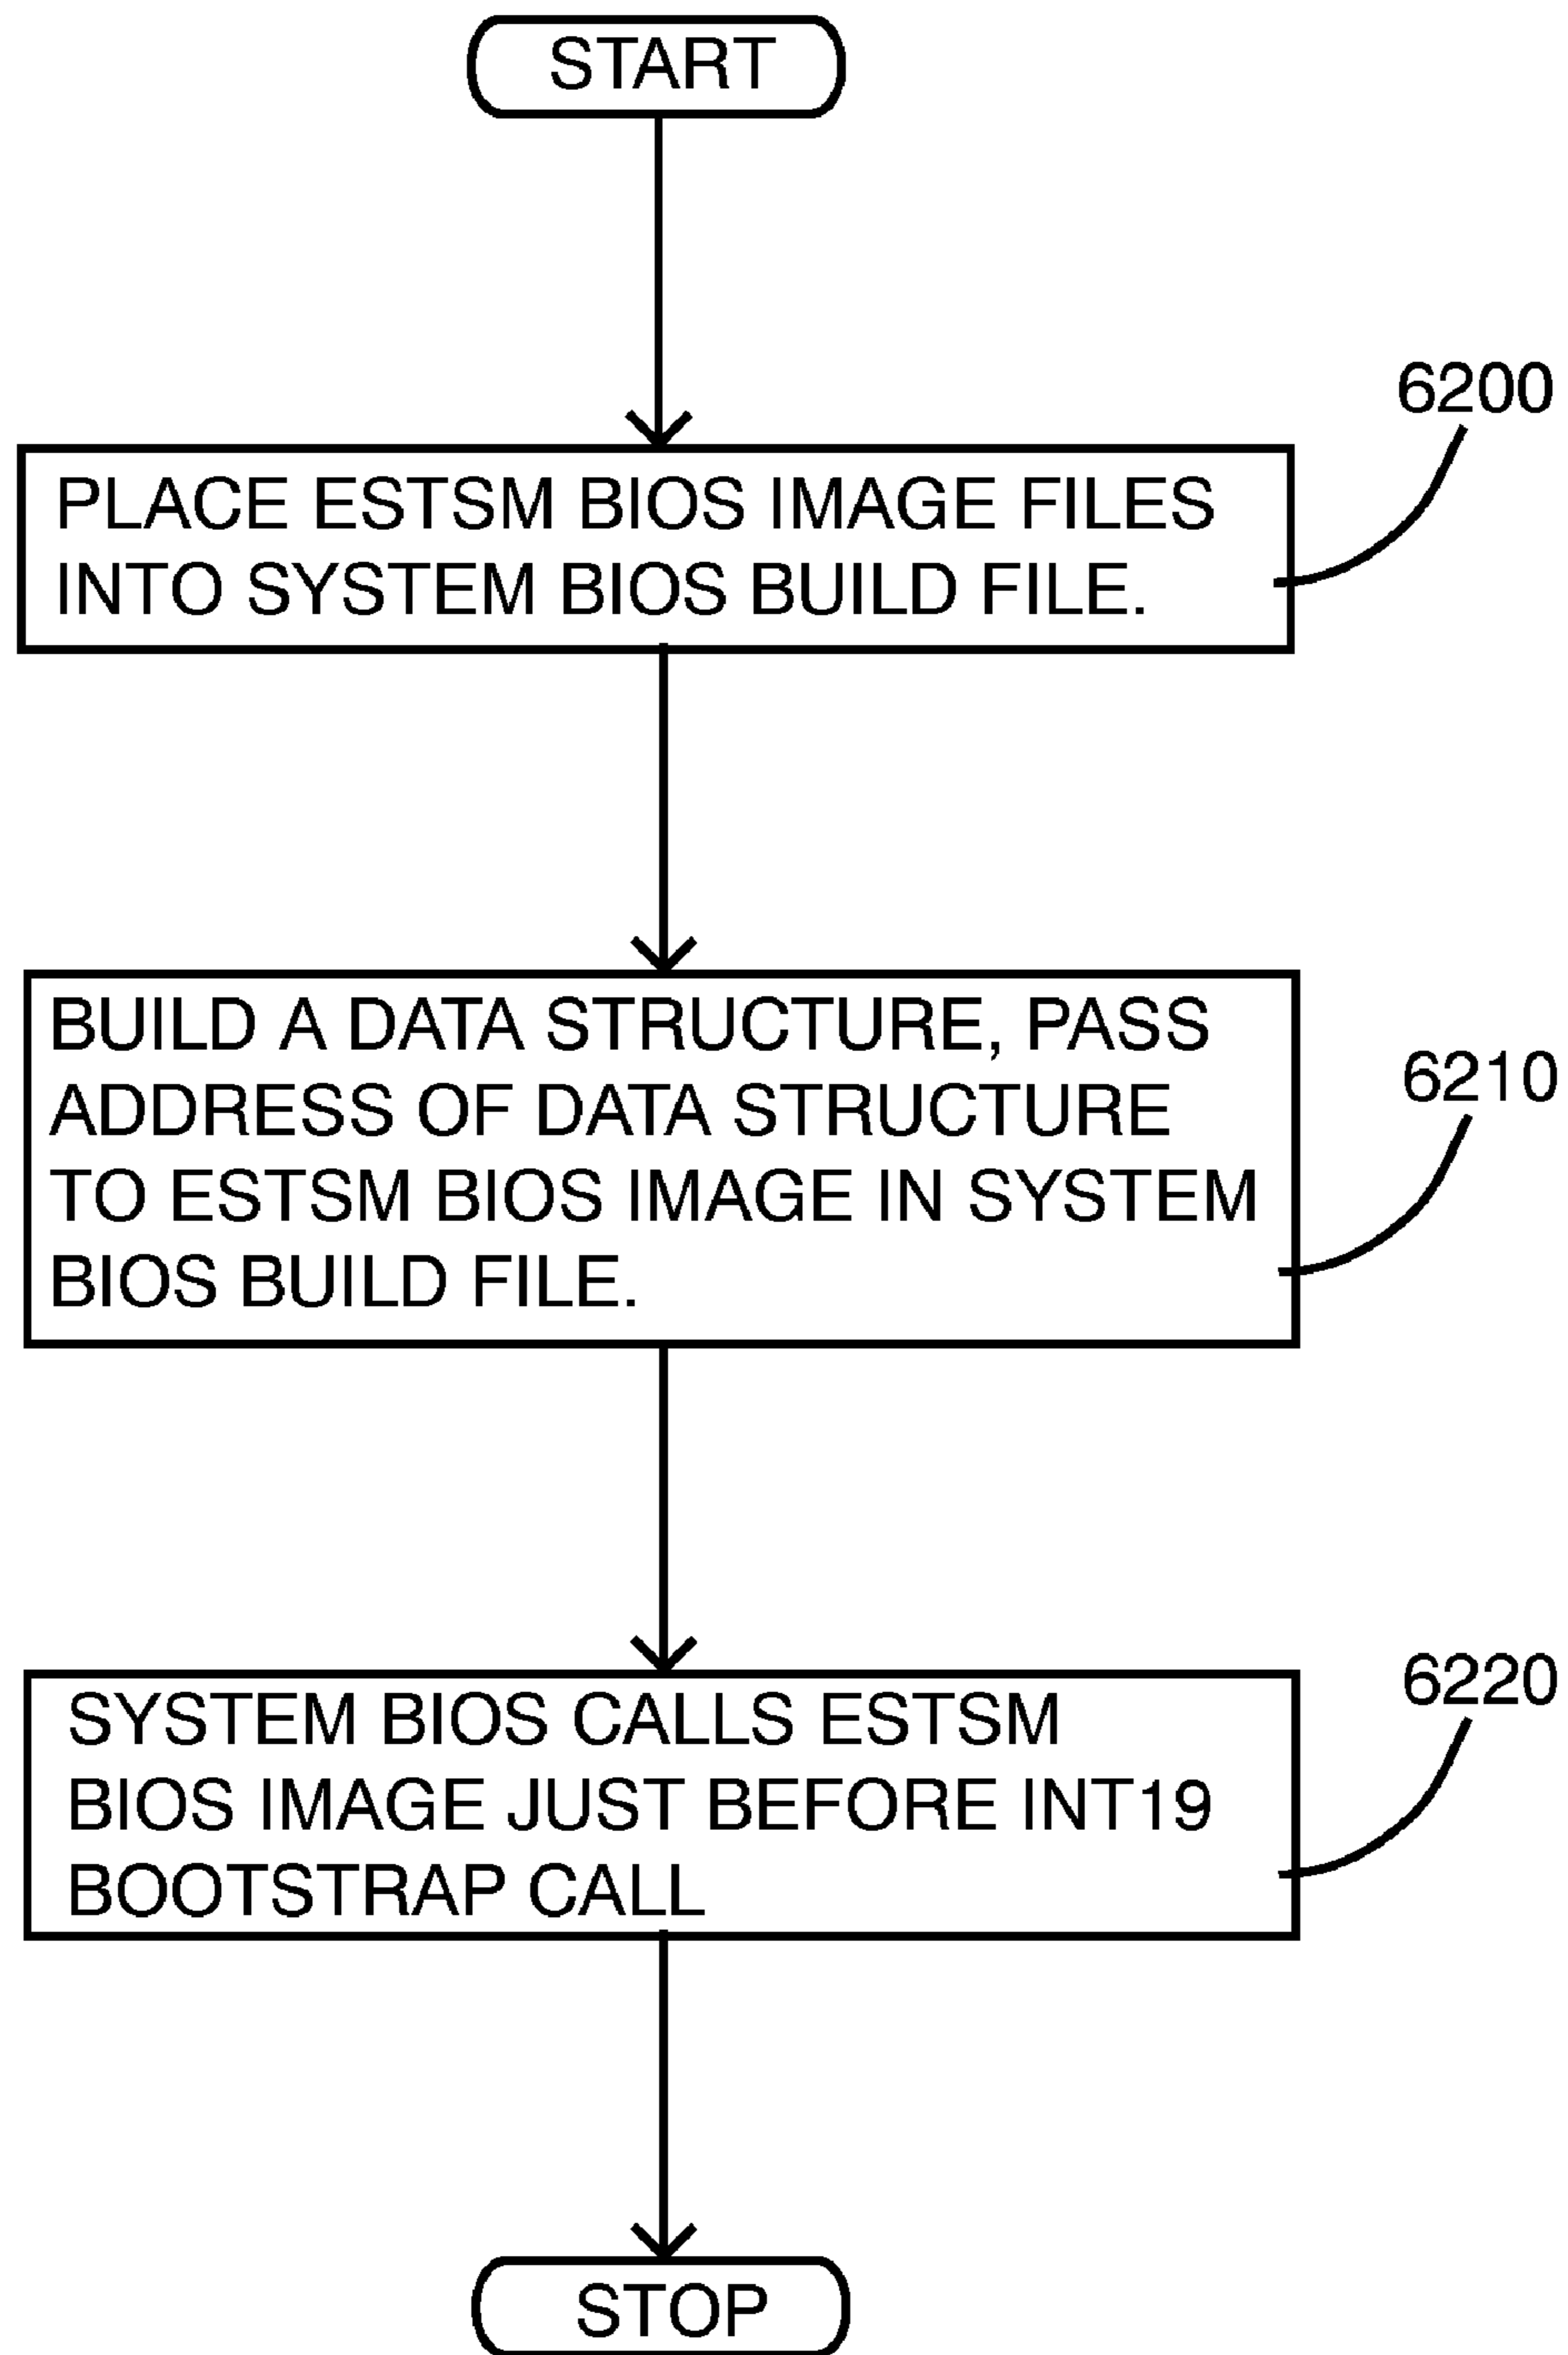 START
6200
PLACE ESTSM BIOS IMAGE FILES
INTO SYSTEM BIOS BUILD FILE.
BUILD A DATA STRUCTURE, PASS
6210
ADDRESS OF DATA STRUCTURE
TO ESTSM BIOS IMAGE IN SYSTEM
BIOS BUILD FILE.
6220
SYSTEM BIOS CALLS ESTSM
BIOS IMAGE JUST BEFORE INT19
BOOTSTRAP CALL
STOP